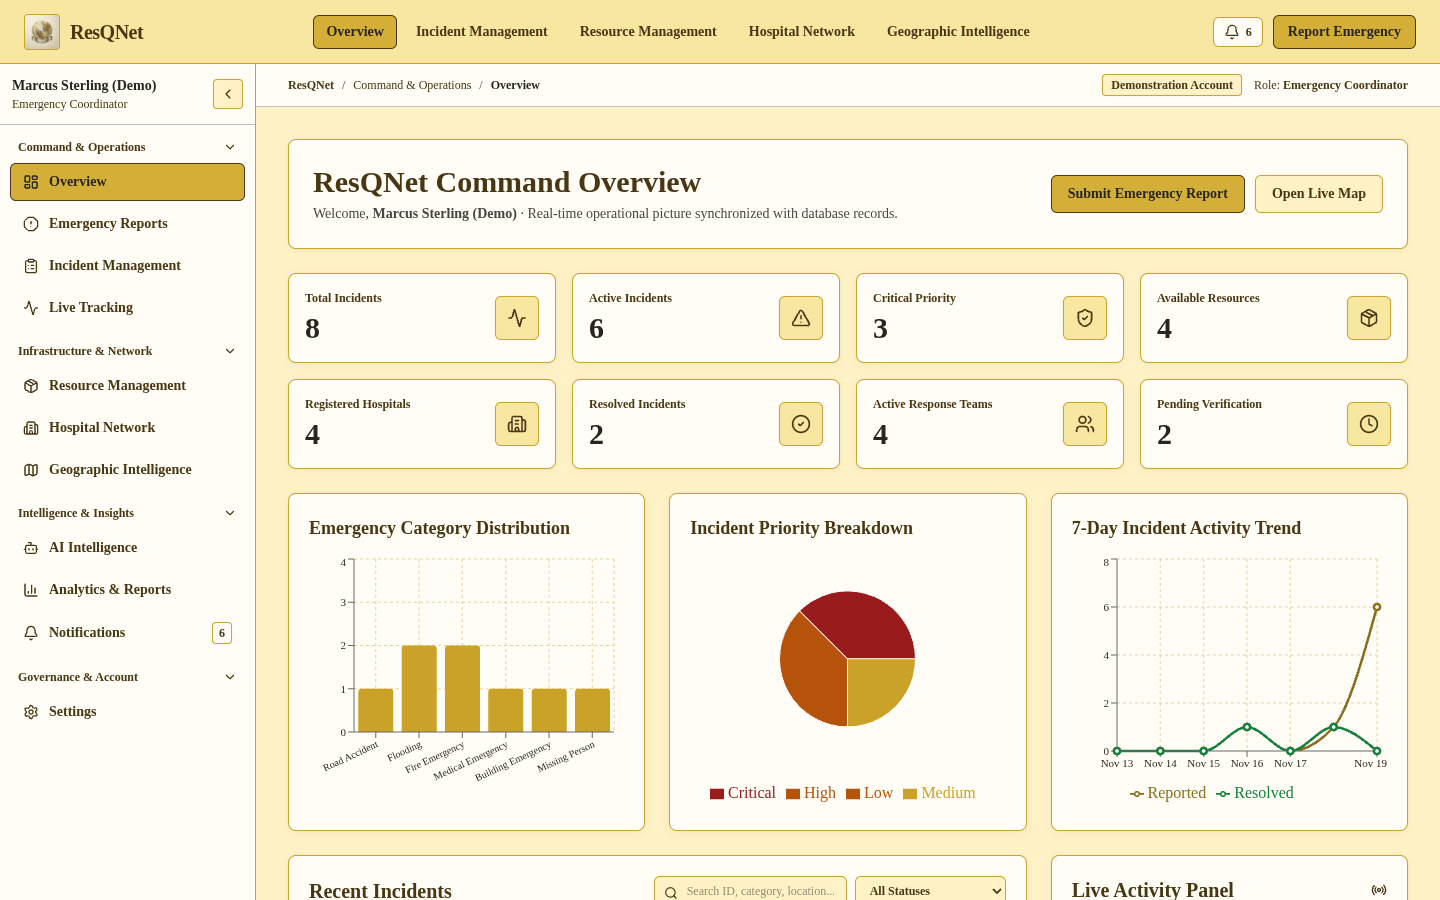 ResQNet
Overview
Incident Management
Resource Management
Hospital Network
Geographic Intelligence
6
Report Emergency
Marcus Sterling (Demo)
Emergency Coordinator
ResQNet / Command & Operations / Overview
Demonstration Account
Role: Emergency Coordinator
Command & Operations
Overview
Emergency Reports
Incident Management
Live Tracking
Infrastructure & Network
Resource Management
Hospital Network
Geographic Intelligence
Intelligence & Insights
AI Intelligence
Analytics & Reports
Notifications
6
Governance & Account
Settings
ResQNet Command Overview
Welcome, Marcus Sterling (Demo) · Real-time operational picture synchronized with database records.
Submit Emergency Report
Open Live Map
Total Incidents
8
Active Incidents
6
Critical Priority
3
Available Resources
4
Registered Hospitals
4
Resolved Incidents
2
Active Response Teams
4
Pending Verification
2
Emergency Category Distribution
4
3
2
1
0
Road Accident
Flooding
Fire Emergency
Medical Emergency
Building Emergency
Missing Person
Incident Priority Breakdown
Critical High Low Medium
7-Day Incident Activity Trend
8
6
4
2
0
Nov 13 Nov 14 Nov 15 Nov 16 Nov 17 Nov 19
Reported Resolved
Recent Incidents
Search ID, category, location...
All Statuses
Live Activity Panel